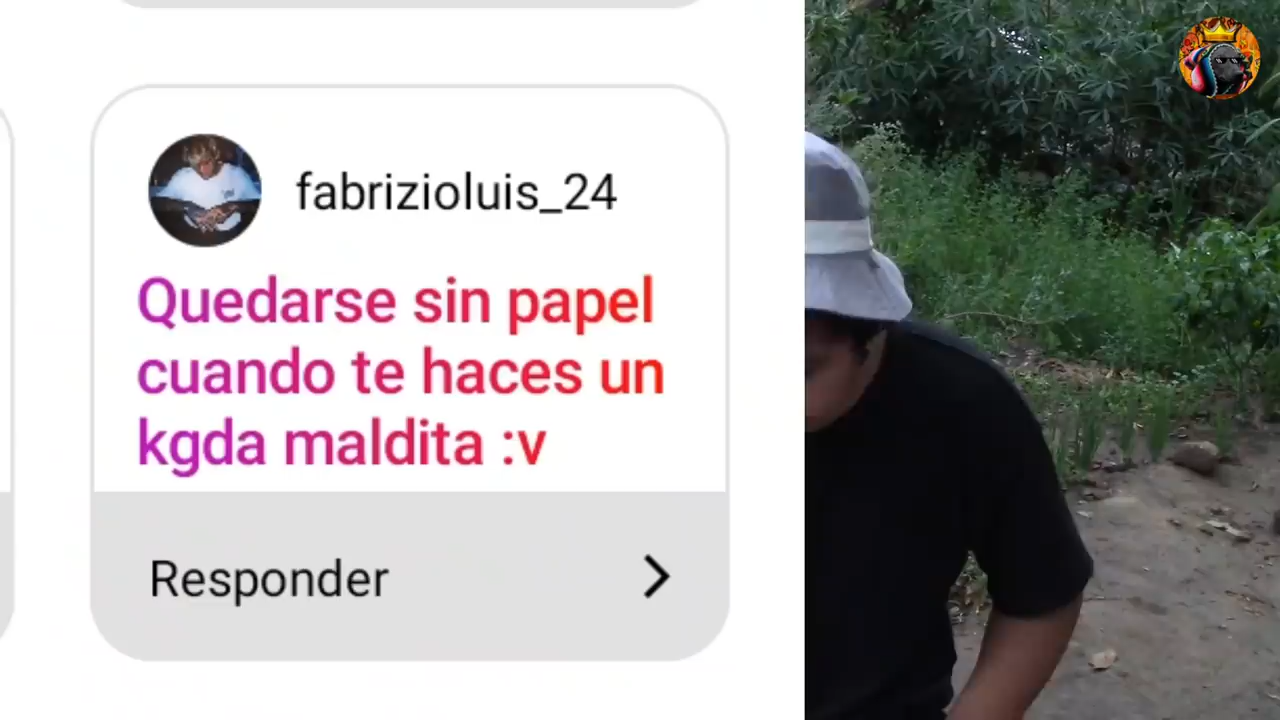 fabrizioluis_24
Quedarse sin papel
cuando te haces un
kgda maldita :v
Responder